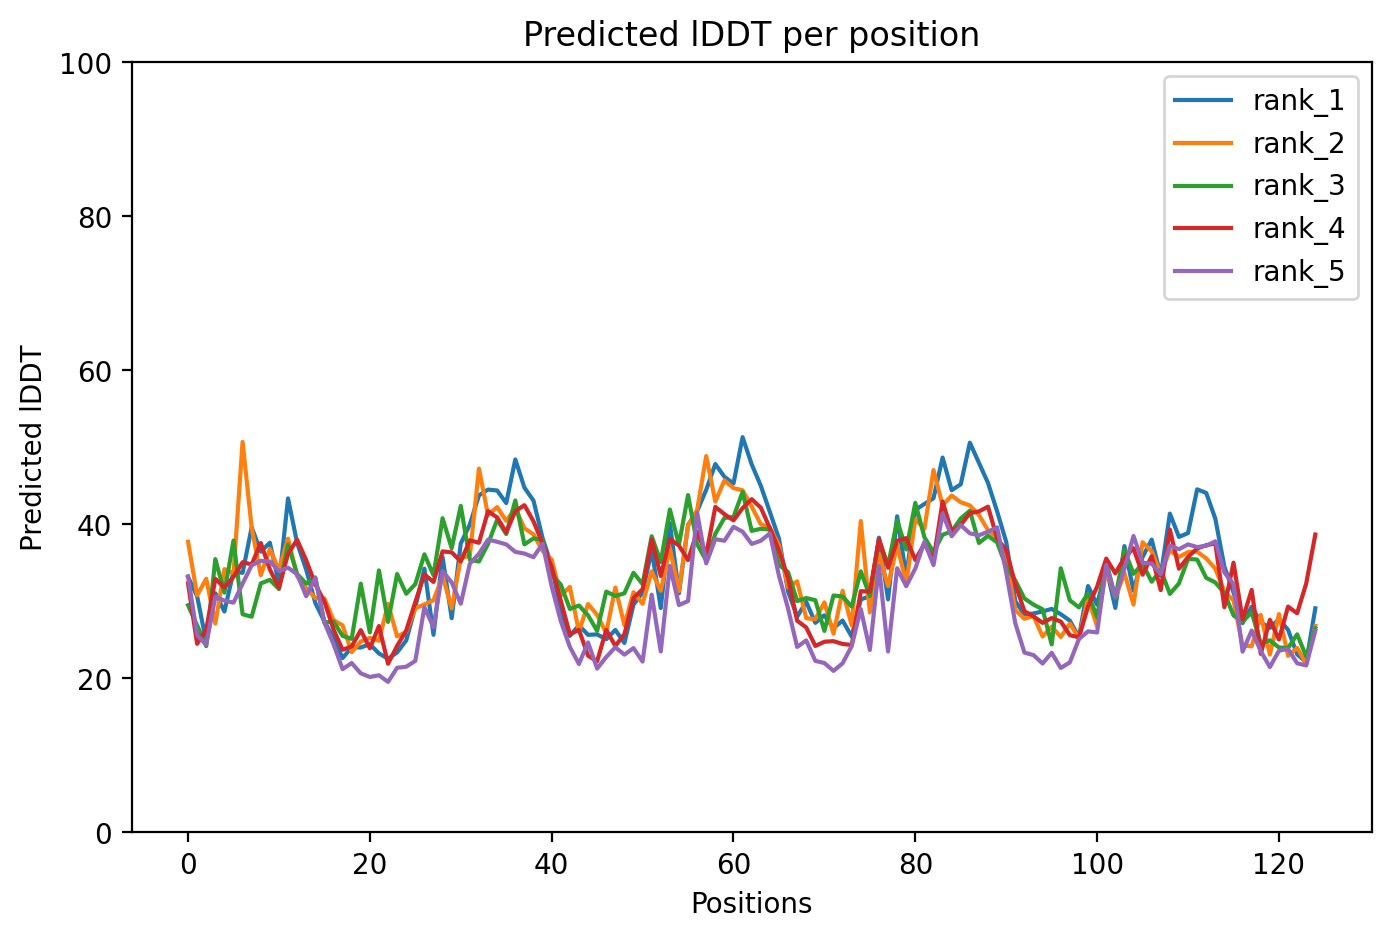 Predicted lDDT per position
100
80
60
40
20
0
Predicted lDDT
0 20 40 60 80 100 120
Positions
rank_1
rank_2
rank_3
rank_4
rank_5